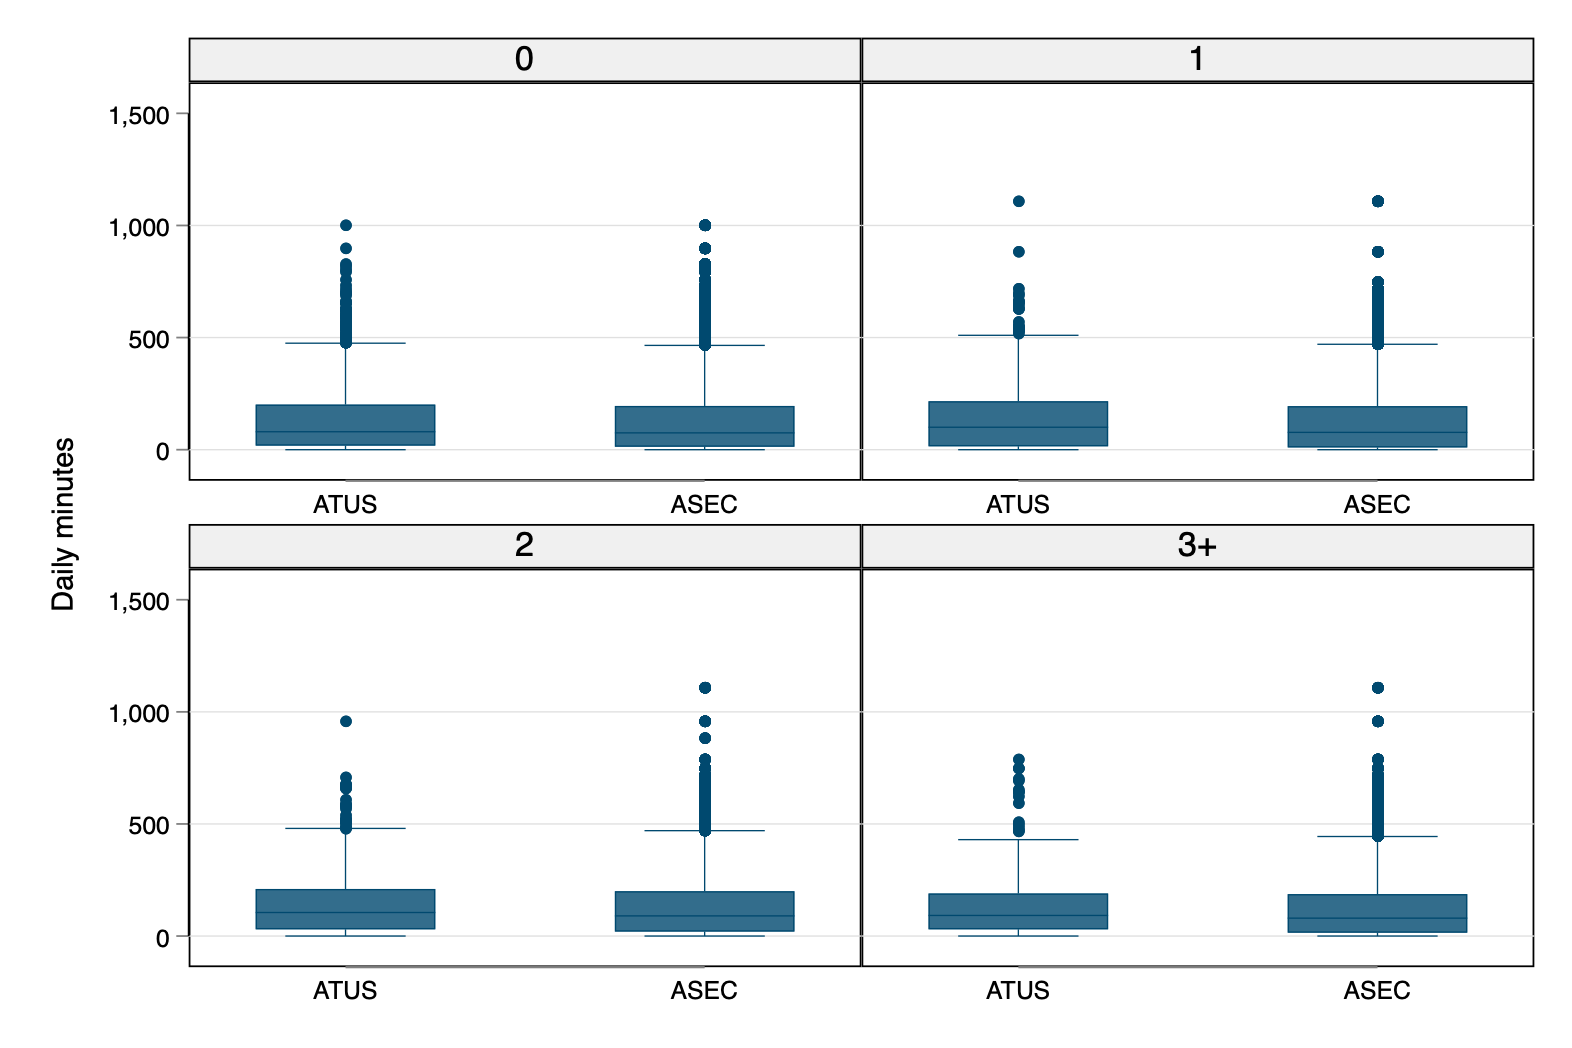 Daily minutes
0
1
1,500
1,000
500
0
ATUS
ASEC
ATUS
ASEC
2
3+
1,500
1,000
500
0
ATUS
ASEC
ATUS
ASEC